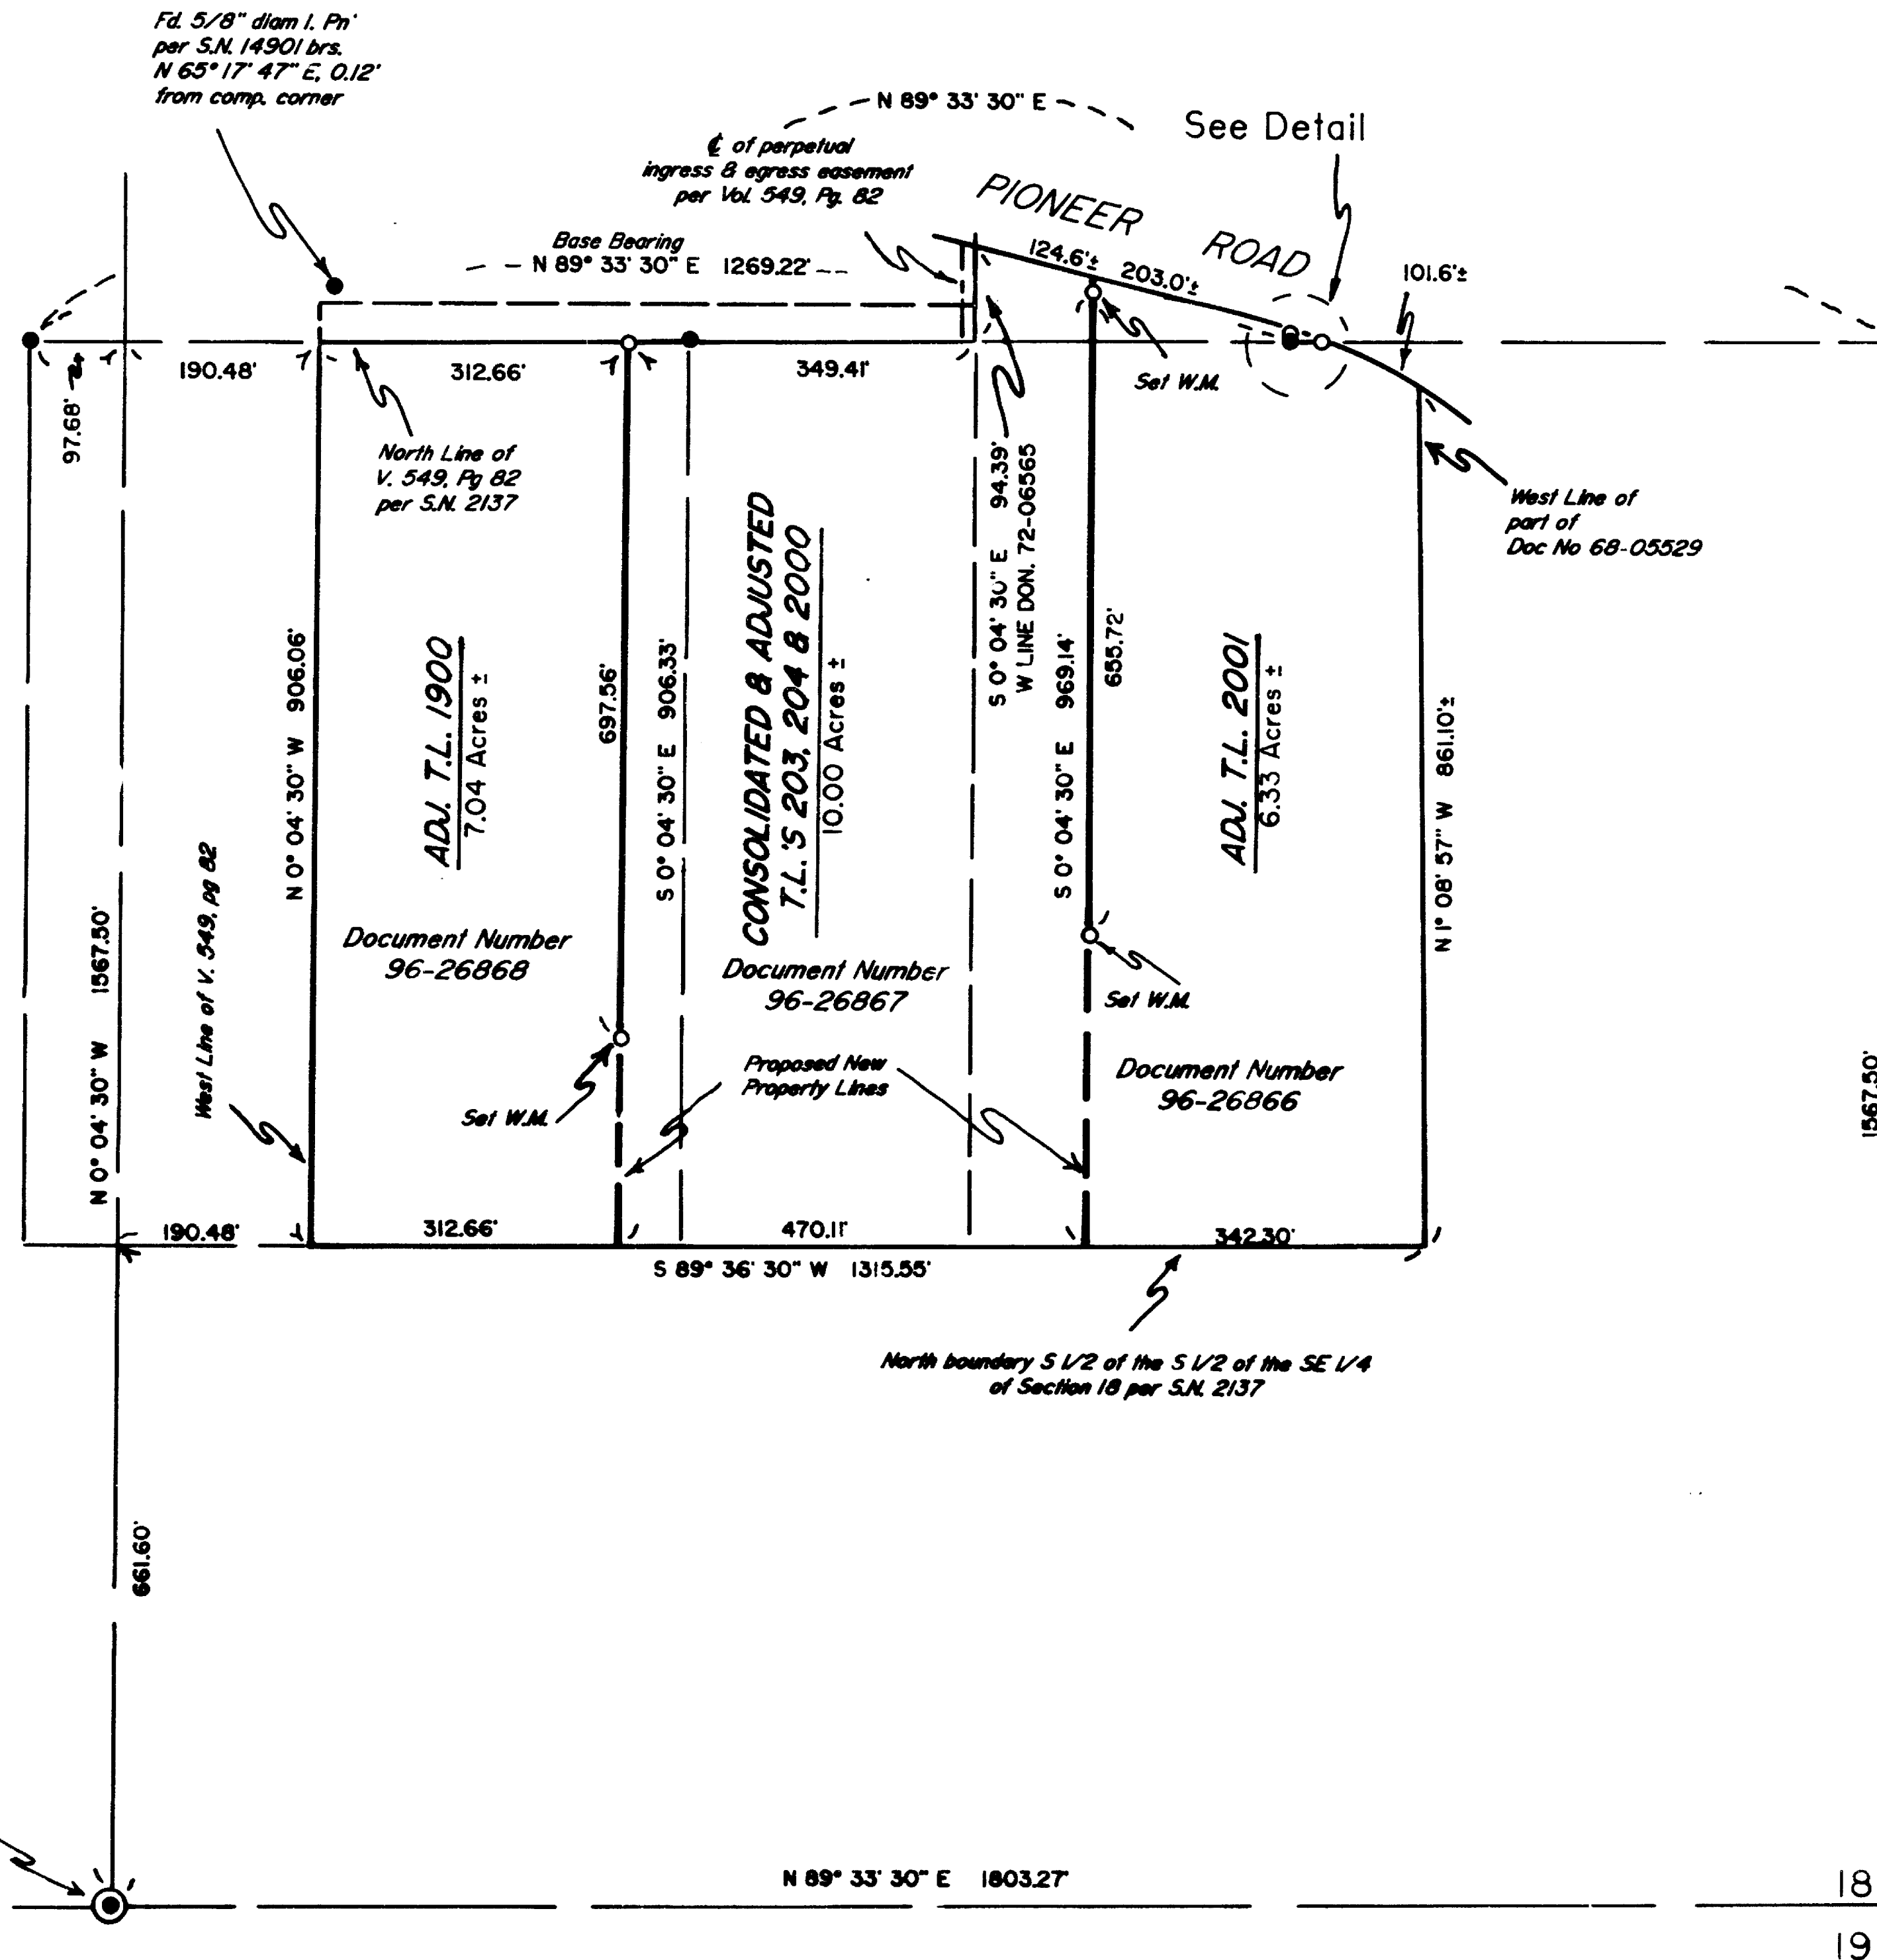 Fd. 5/8" diam I. Pn'
per S.N. 14901 brs.
N 65° 17' 47" E, 0.12'
from comp. corner
N 89° 33' 30" E
See Detail
℄ of perpetual
ingress & egress easement
per Vol. 549, Pg. 82
PIONEER ROAD
Base Bearing
N 89° 33' 30" E 1269.22'
124.6'±
203.0'±
101.6'±
97.68'
190.48'
312.66'
349.41'
Set W.M.
North Line of
V. 549, Pg 82
per S.N. 2137
S 0° 04' 30" E 94.39'
W LINE DON. 72-06565
West Line of
part of
Doc No 68-05529
N 0° 04' 30" W 906.06'
ADJ. T.L. 1900
7.04 Acres ±
697.56'
S 0° 04' 30" E 906.33'
CONSOLIDATED & ADJUSTED
T.L.'S 203, 204 & 2000
10.00 Acres ±
S 0° 04' 30" E 969.14'
655.72'
ADJ. T.L. 2001
6.33 Acres ±
N 1° 08' 57" W 861.10'±
N 0° 04' 30" W 1567.50'
West Line of V. 549, pg 82
Document Number
96-26868
Document Number
96-26867
Set W.M.
Proposed New
Property Lines
Document Number
96-26866
Set W.M.
1567.50'
190.48'
312.66'
470.11'
342.30'
S 89° 36' 30" W 1315.55'
North boundary S 1/2 of the S 1/2 of the SE 1/4
of Section 18 per S.N. 2137
661.60'
N 89° 33' 30" E 1803.27'
18
19